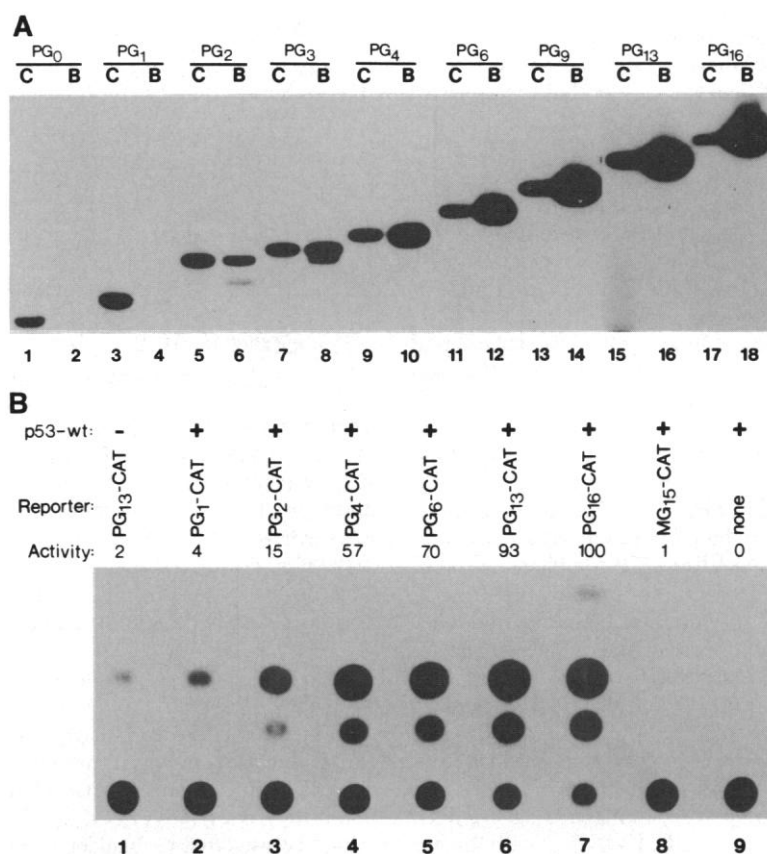 A
PG0 PG1 PG2 PG3 PG4 PG6 PG9 PG13 PG16
C B C B C B C B C B C B C B C B C B
1 2 3 4 5 6 7 8 9 10 11 12 13 14 15 16 17 18
B
p53-wt: - + + + + + + + +
Reporter: PG13-CAT PG1-CAT PG2-CAT PG4-CAT PG6-CAT PG13-CAT PG16-CAT MG15-CAT none
Activity: 2 4 15 57 70 93 100 1 0
1 2 3 4 5 6 7 8 9